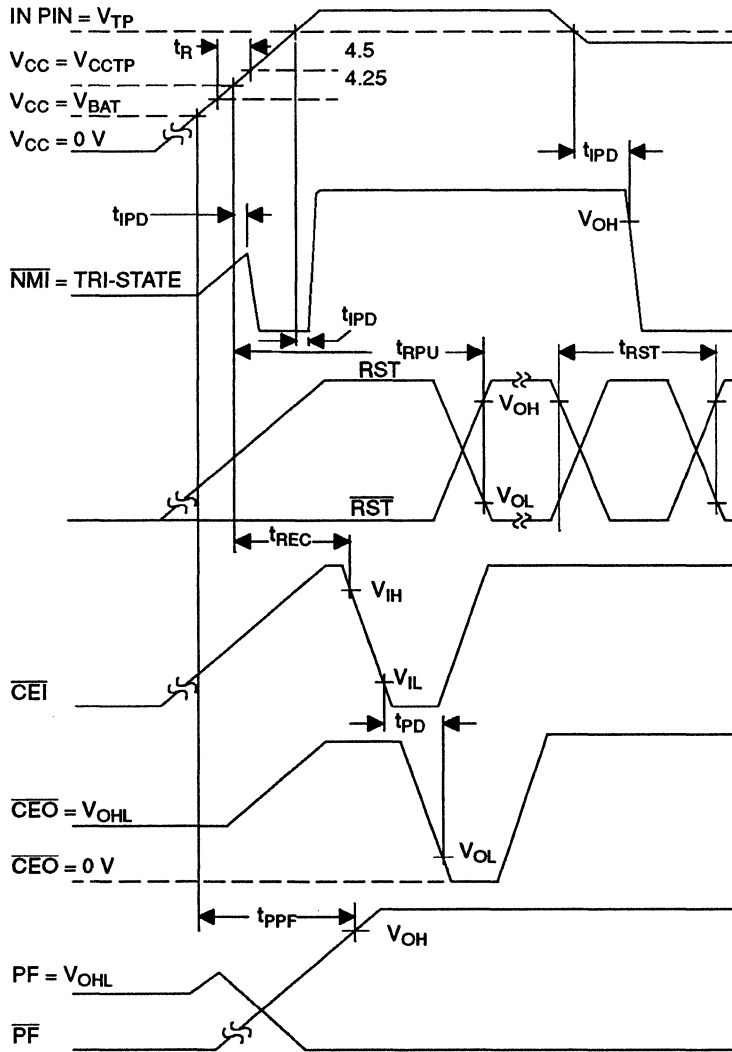 IN PIN = VTP
tR
4.5
VCC = VCCTP
4.25
VCC = VBAT
VCC = 0 V
tIPD
tIPD
VOH
NMI = TRI-STATE
tIPD
tRPU
tRST
RST
VOH
VOL
RST
tREC
VIH
CEI
VIL
tPD
CEO = VOHL
VOL
CEO = 0 V
tPPF
VOH
PF = VOHL
PF